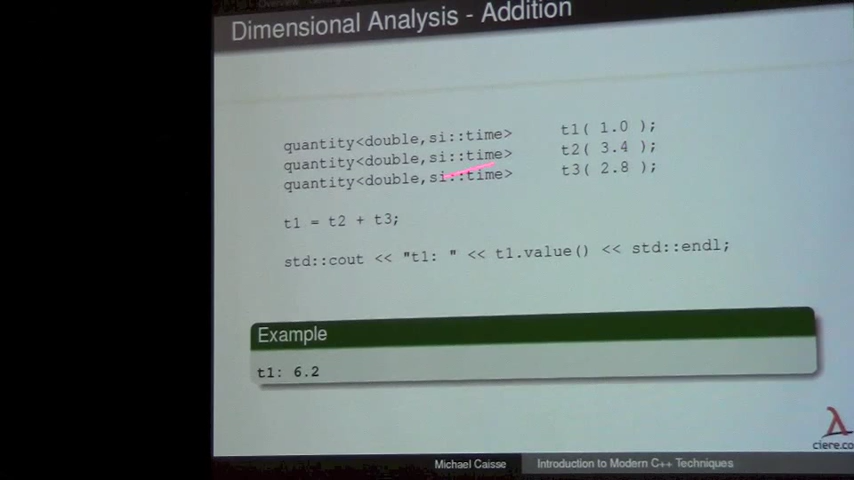 Dimensional Analysis - Addition
quantity<double,si::time> t1( 1.0 );
quantity<double,si::time> t2( 3.4 );
quantity<double,si::time> t3( 2.8 );
t1 = t2 + t3;
std::cout << "t1: " << t1.value() << std::endl;
Example
t1: 6.2
λ
ciere.co
Michael Caisse Introduction to Modern C++ Techniques